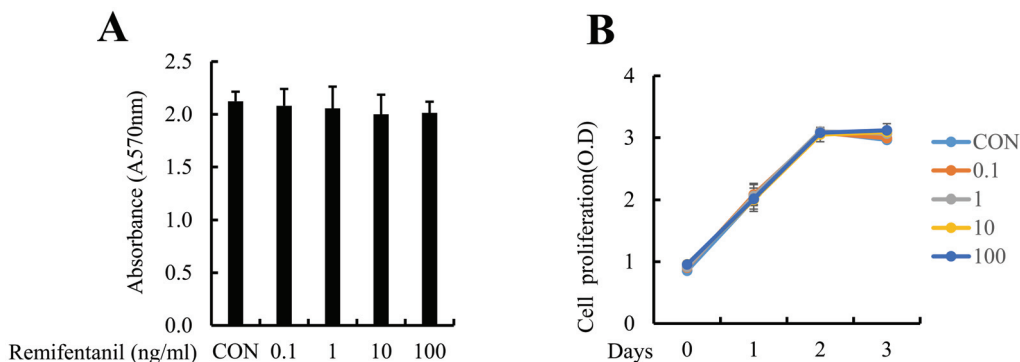 A
Absorbance (A570nm)
2.5
2.0
1.5
1.0
0.5
0.0
Remifentanil (ng/ml) CON 0.1 1 10 100
B
Cell proliferation(O.D)
4
3
2
1
0
Days 0 1 2 3
CON
0.1
1
10
100